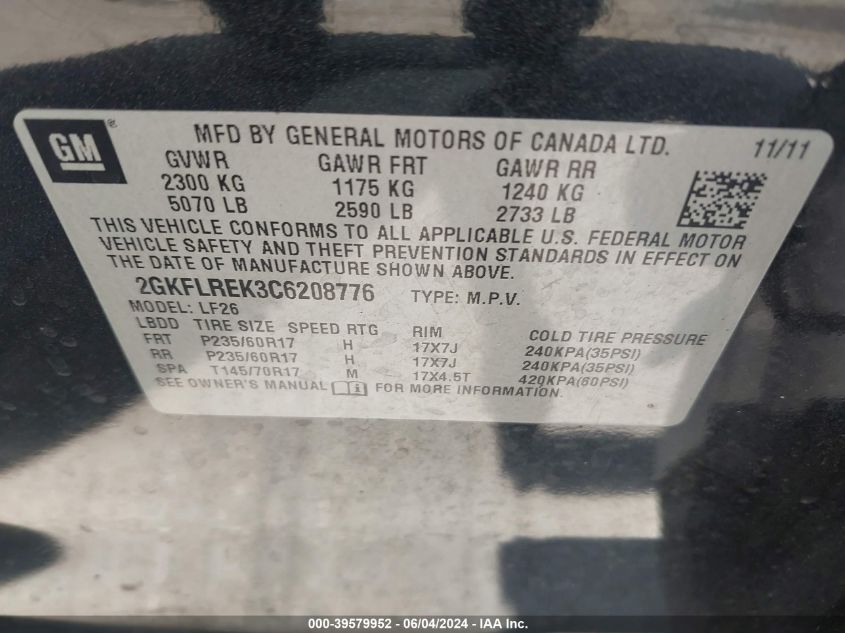 GM®
MFD BY GENERAL MOTORS OF CANADA LTD. 11/11
GVWR GAWR FRT GAWR RR
2300 KG 1175 KG 1240 KG
5070 LB 2590 LB 2733 LB
THIS VEHICLE CONFORMS TO ALL APPLICABLE U.S. FEDERAL MOTOR
VEHICLE SAFETY AND THEFT PREVENTION STANDARDS IN EFFECT ON
THE DATE OF MANUFACTURE SHOWN ABOVE.
2GKFLREK3C6208776 TYPE: M.P.V.
MODEL: LF26
LBDD TIRE SIZE SPEED RTG RIM COLD TIRE PRESSURE
FRT P235/60R17 H 17X7J 240KPA(35PSI)
RR P235/60R17 H 17X7J 240KPA(35PSI)
SPA T145/70R17 M 17X4.5T 420KPA(60PSI)
SEE OWNER'S MANUAL FOR MORE INFORMATION.
000-39579952 - 06/04/2024 - IAA Inc.